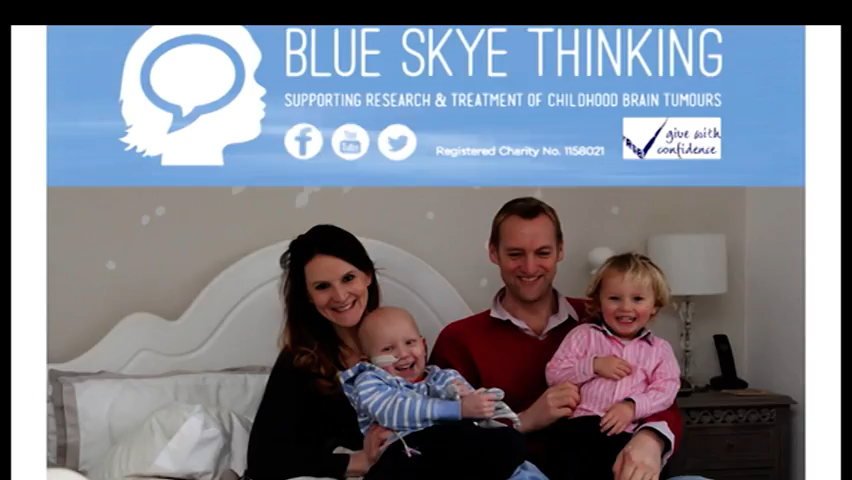 BLUE SKYE THINKING
SUPPORTING RESEARCH & TREATMENT OF CHILDHOOD BRAIN TUMOURS
f
You
Tube
Registered Charity No. 1158021
give with
confidence